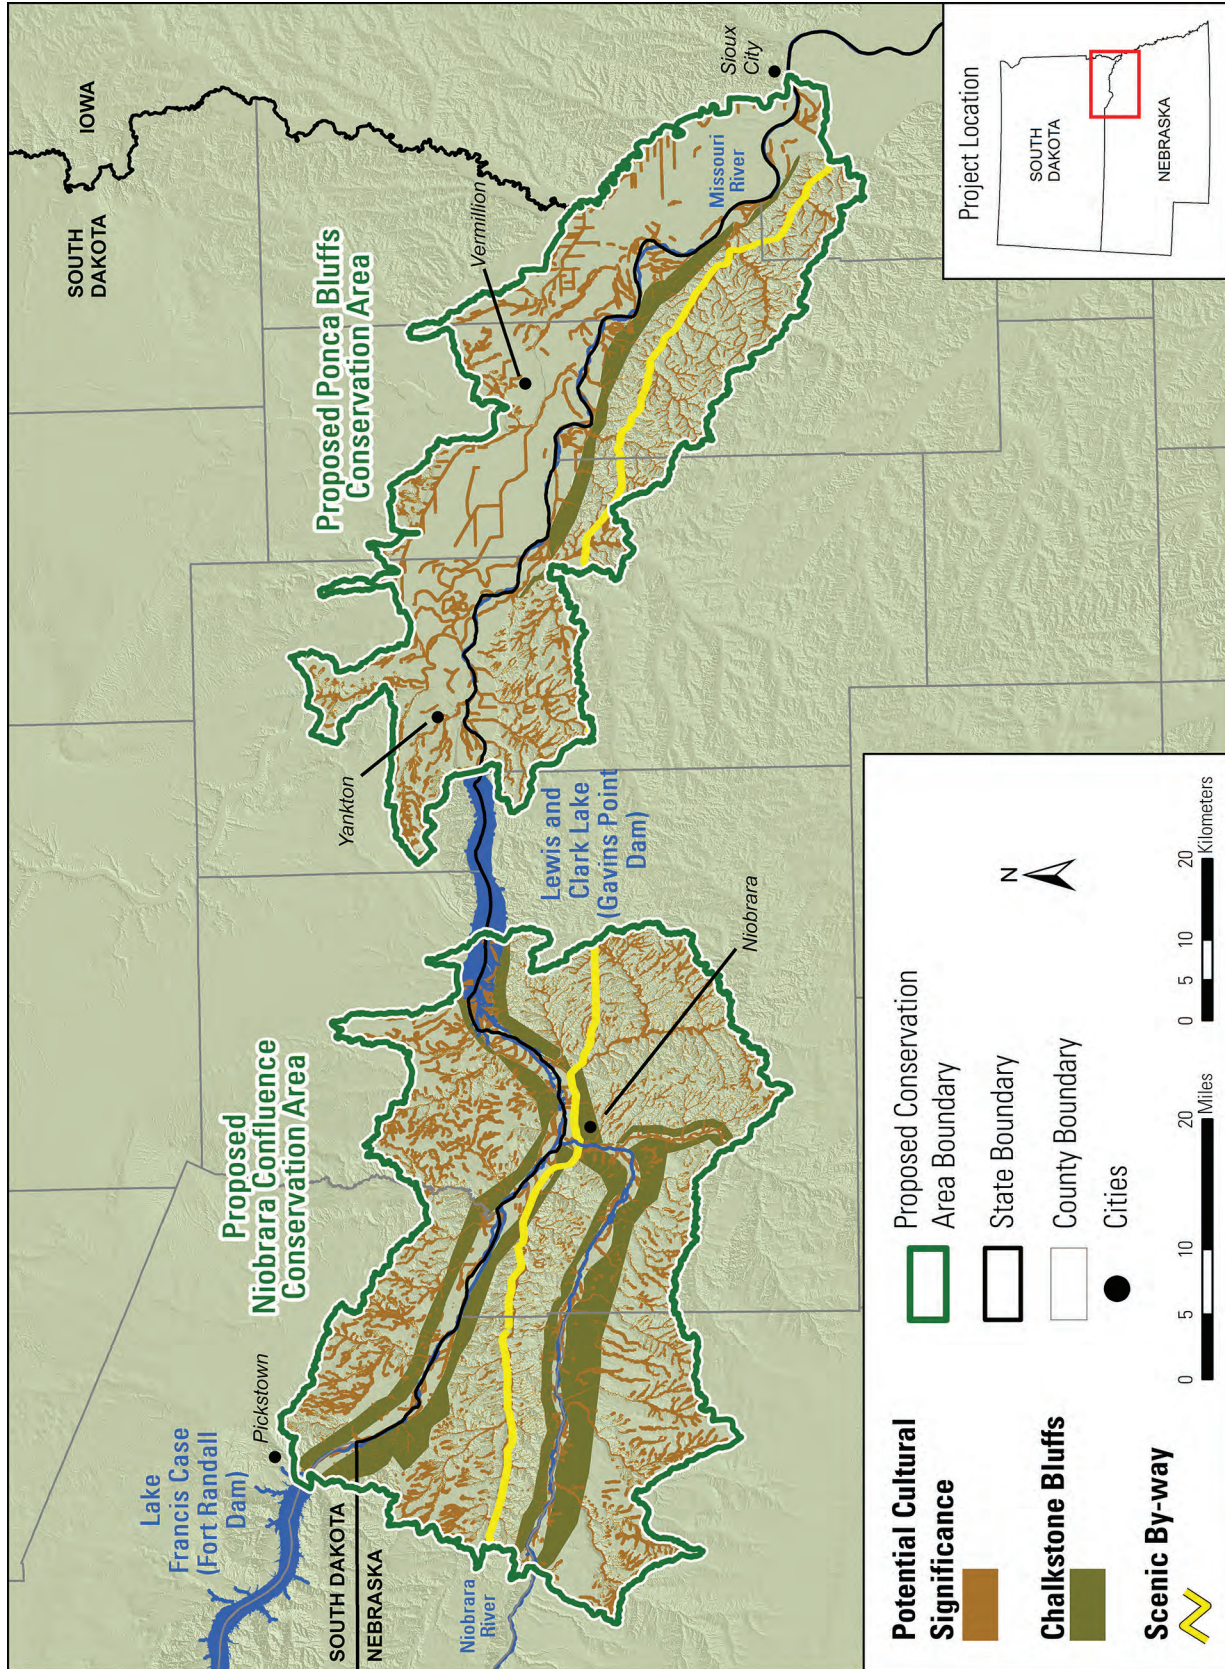 SOUTH
DAKOTA
IOWA
Sioux
City
Vermillion
Missouri
River
Proposed Ponca Bluffs
Conservation Area
Yankton
Lewis and
Clark Lake
(Gavins Point
Dam)
Niobrara
Proposed
Niobrara Confluence
Conservation Area
Pickstown
Lake
Francis Case
(Fort Randall
Dam)
SOUTH DAKOTA
NEBRASKA
Niobrara
River
Project Location
SOUTH
DAKOTA
NEBRASKA
Potential Cultural
Significance
Chalkstone Bluffs
Scenic By-way
Proposed Conservation
Area Boundary
State Boundary
County Boundary
Cities
N
0 5 10 20
Miles
0 5 10 20
Kilometers